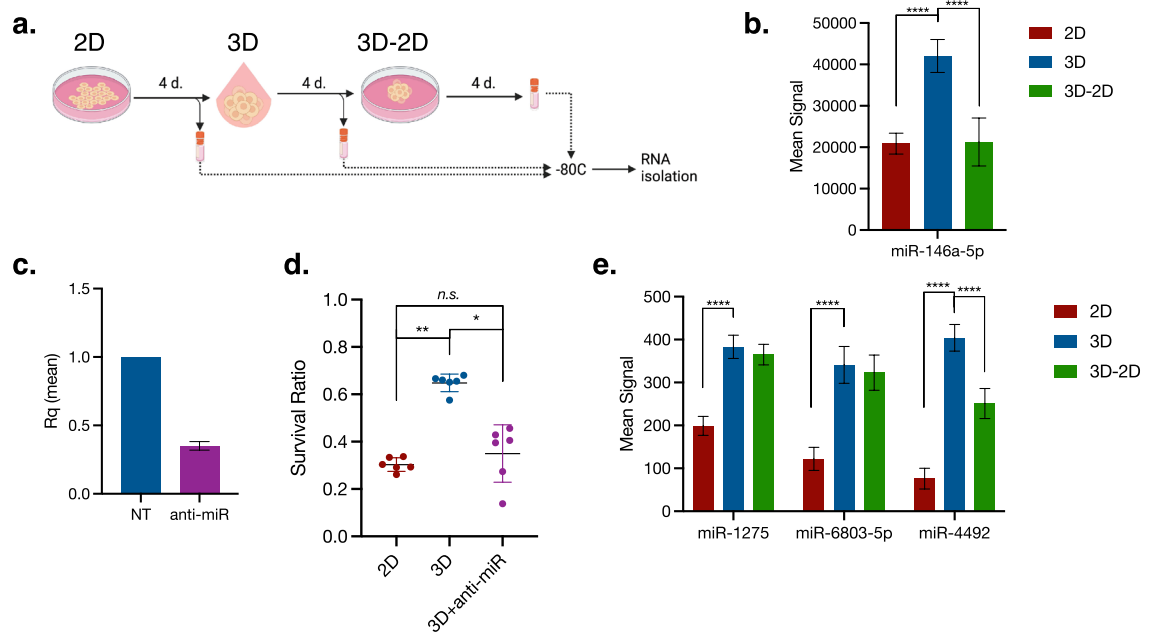 a.
2D
3D
3D-2D
4 d.
4 d.
4 d.
-80C
RNA
isolation
b.
****
****
50000
40000
30000
20000
10000
0
Mean Signal
miR-146a-5p
2D
3D
3D-2D
c.
1.5
1.0
0.5
0.0
Rq (mean)
NT
anti-miR
d.
n.s.
**
*
1.0
0.8
0.6
0.4
0.2
0.0
Survival Ratio
2D
3D
3D+anti-miR
e.
****
****
****
****
500
400
300
200
100
0
Mean Signal
miR-1275
miR-6803-5p
miR-4492
2D
3D
3D-2D